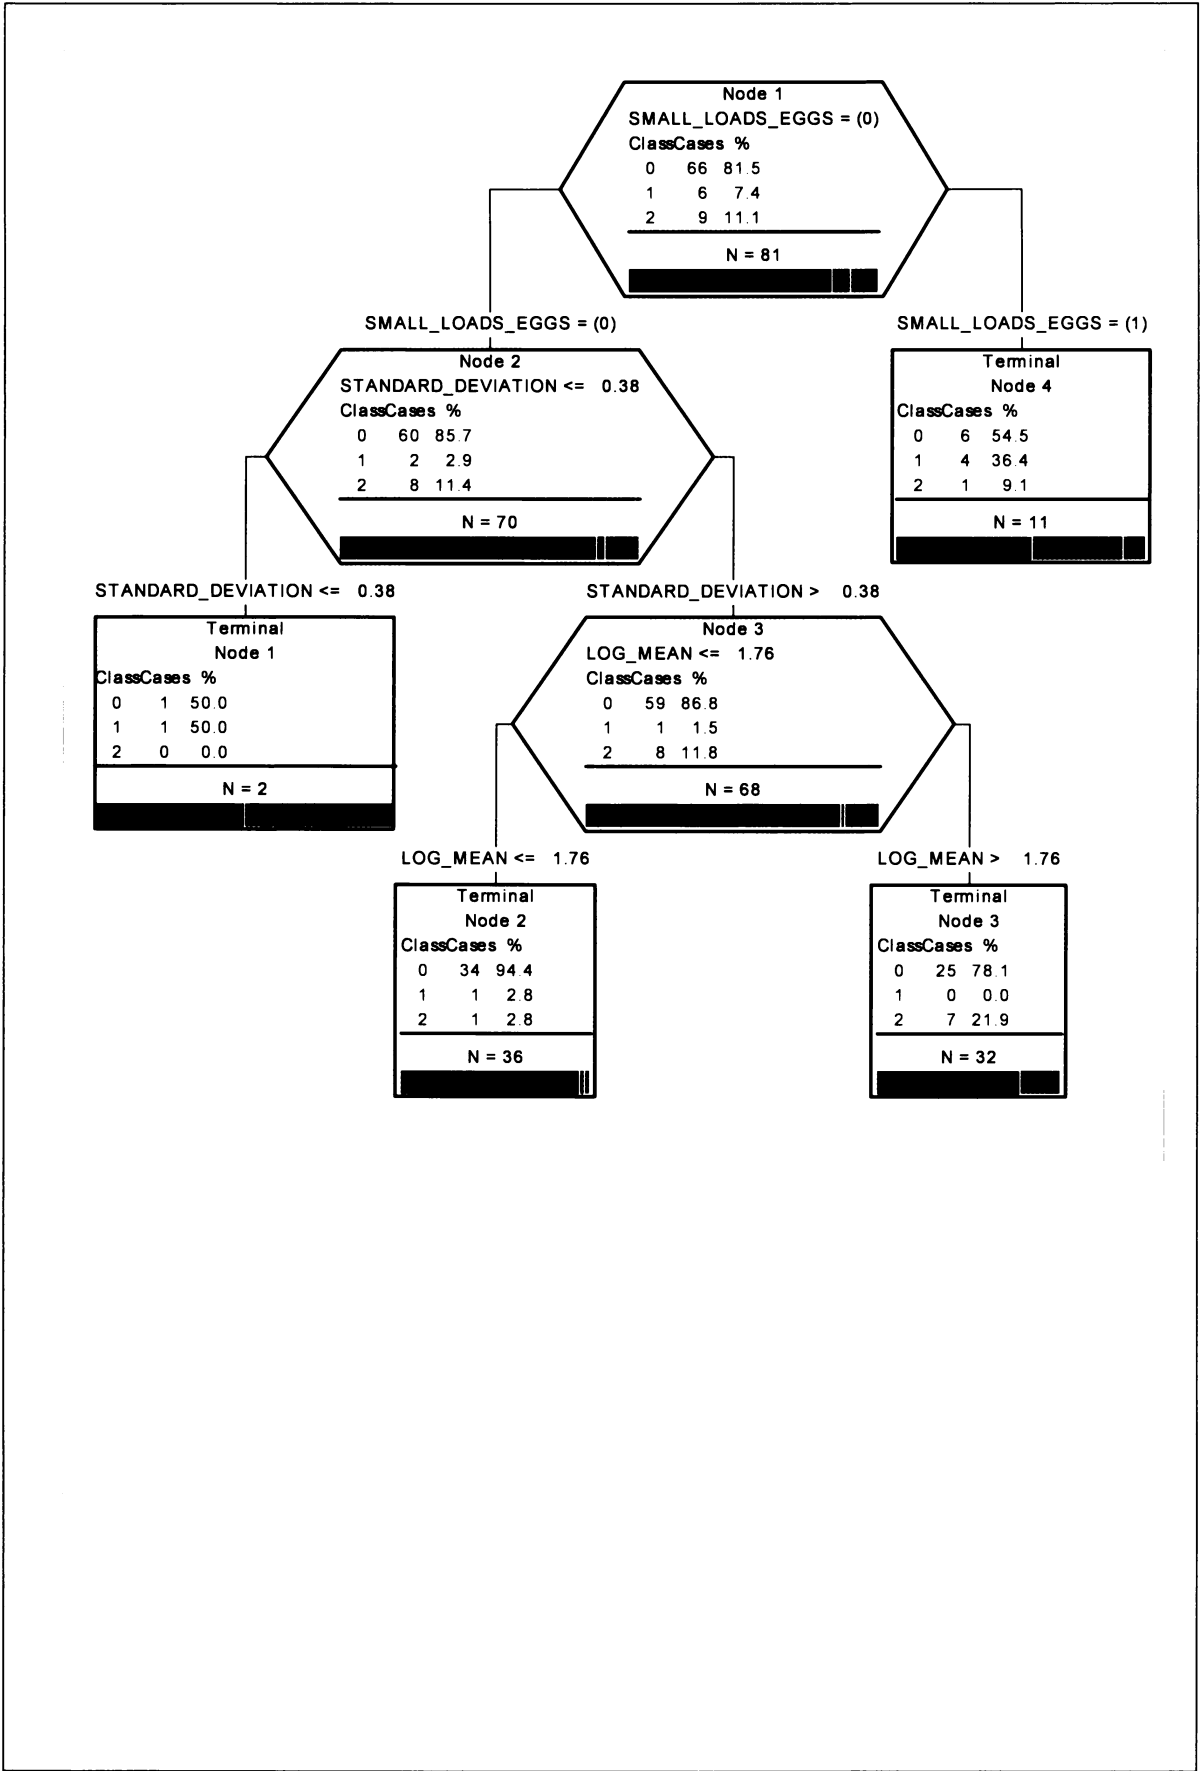 Node 1
SMALL_LOADS_EGGS = (0)
ClassCases %
0 66 81.5
1 6 7.4
2 9 11.1
N = 81
SMALL_LOADS_EGGS = (0)
SMALL_LOADS_EGGS = (1)
Node 2
STANDARD_DEVIATION <= 0.38
ClassCases %
0 60 85.7
1 2 2.9
2 8 11.4
N = 70
Terminal
Node 4
ClassCases %
0 6 54.5
1 4 36.4
2 1 9.1
N = 11
STANDARD_DEVIATION <= 0.38
STANDARD_DEVIATION > 0.38
Terminal
Node 1
ClassCases %
0 1 50.0
1 1 50.0
2 0 0.0
N = 2
Node 3
LOG_MEAN <= 1.76
ClassCases %
0 59 86.8
1 1 1.5
2 8 11.8
N = 68
LOG_MEAN <= 1.76
LOG_MEAN > 1.76
Terminal
Node 2
ClassCases %
0 34 94.4
1 1 2.8
2 1 2.8
N = 36
Terminal
Node 3
ClassCases %
0 25 78.1
1 0 0.0
2 7 21.9
N = 32